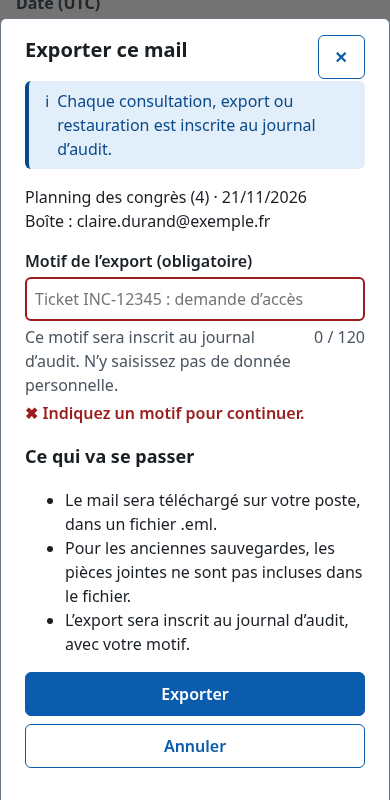 Date (UTC)
Exporter ce mail
×
i Chaque consultation, export ou
restauration est inscrite au journal
d’audit.
Planning des congrès (4) · 21/11/2026
Boîte : claire.durand@exemple.fr
Motif de l’export (obligatoire)
Ticket INC-12345 : demande d’accès
Ce motif sera inscrit au journal 0 / 120
d’audit. N’y saisissez pas de donnée
personnelle.
✖ Indiquez un motif pour continuer.
Ce qui va se passer
• Le mail sera téléchargé sur votre poste,
dans un fichier .eml.
• Pour les anciennes sauvegardes, les
pièces jointes ne sont pas incluses dans
le fichier.
• L’export sera inscrit au journal d’audit,
avec votre motif.
Exporter
Annuler